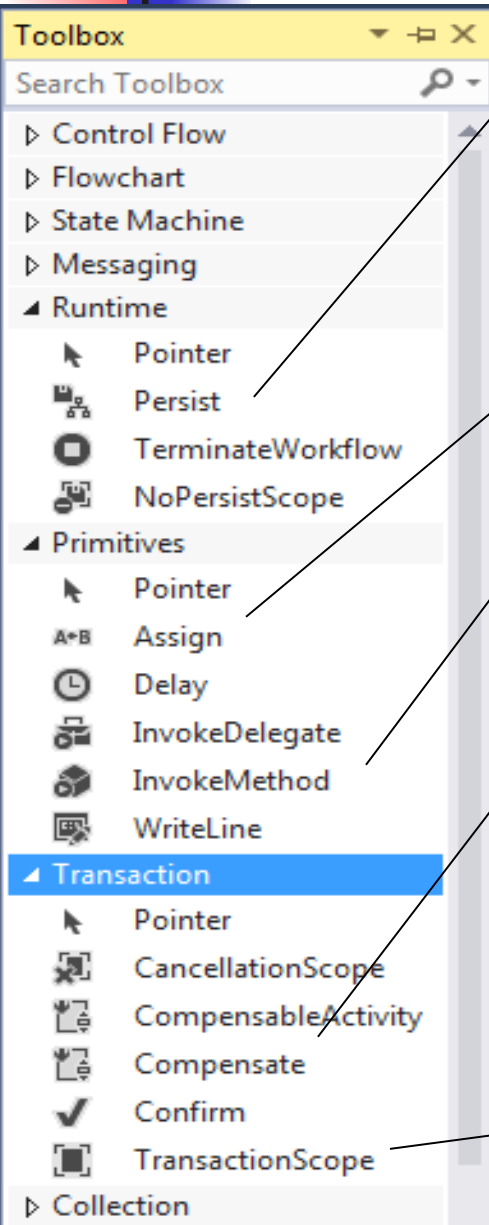 Toolbox
Search Toolbox
Control Flow
Flowchart
State Machine
Messaging
Runtime
Pointer
Persist
TerminateWorkflow
NoPersistScope
Primitives
Pointer
A+B Assign
Delay
InvokeDelegate
InvokeMethod
WriteLine
Transaction
Pointer
CancellationScope
CompensableActivity
Compensate
Confirm
TransactionScope
Collection